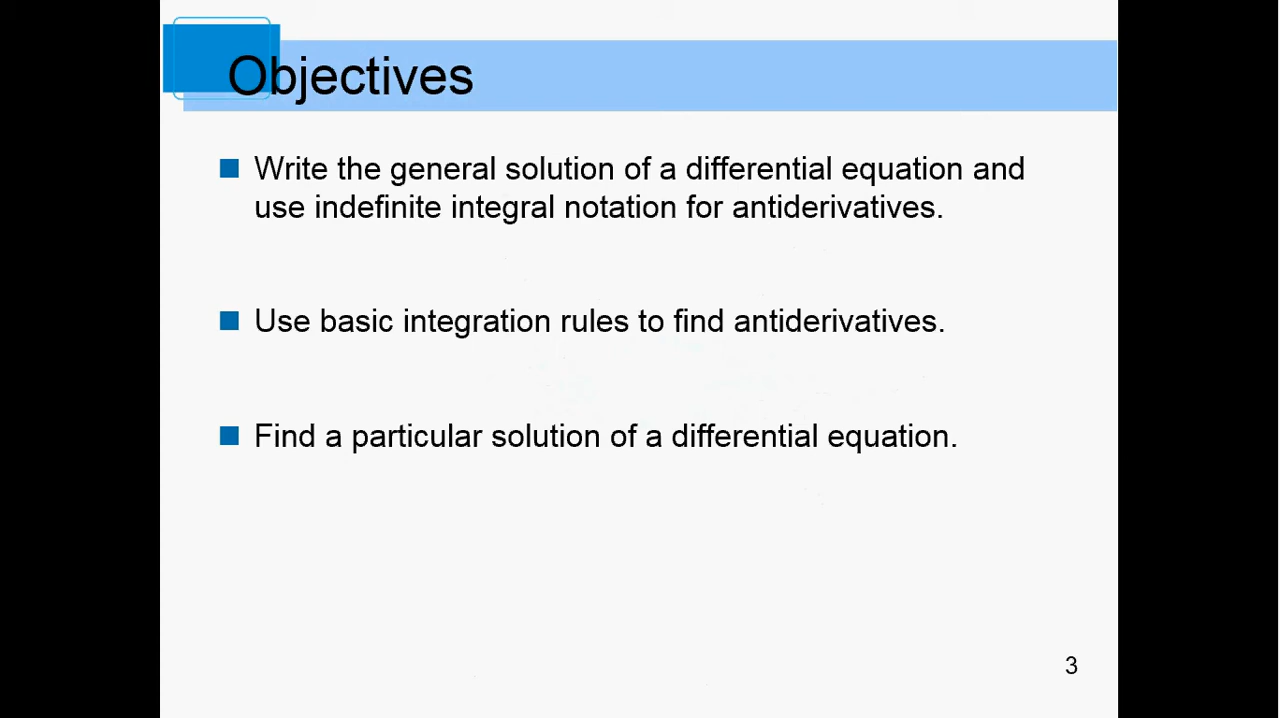 Objectives
Write the general solution of a differential equation and
use indefinite integral notation for antiderivatives.
Use basic integration rules to find antiderivatives.
Find a particular solution of a differential equation.
3